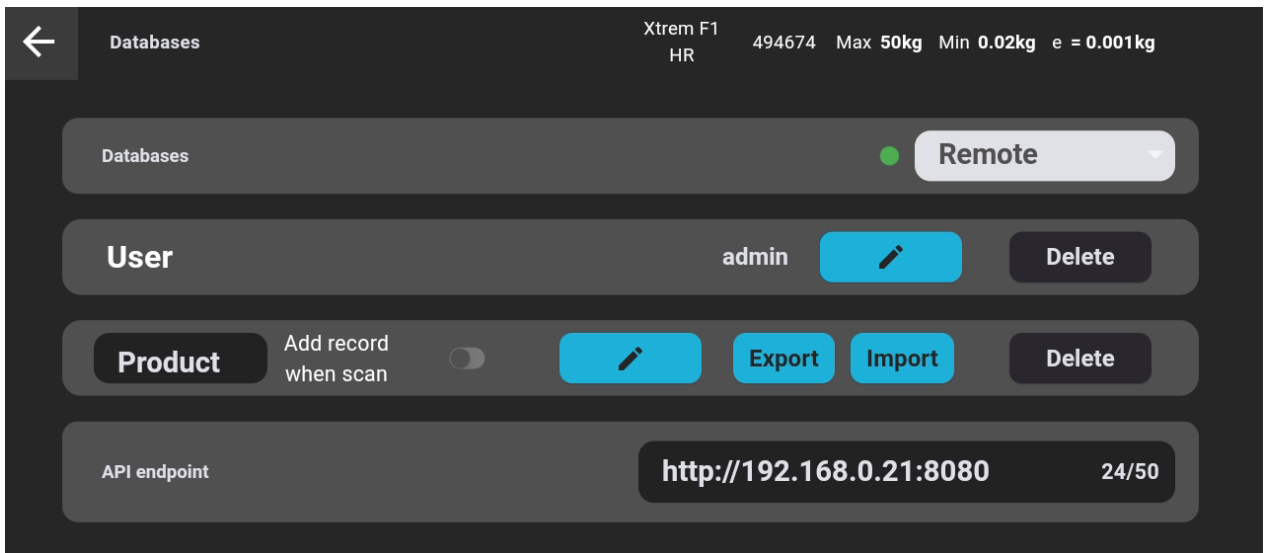 Databases
Xtrem F1
HR
494674
Max 50kg
Min 0.02kg
e = 0.001kg
Databases
Remote
User
admin
Delete
Product
Add record
when scan
Export
Import
Delete
API endpoint
http://192.168.0.21:8080
24/50